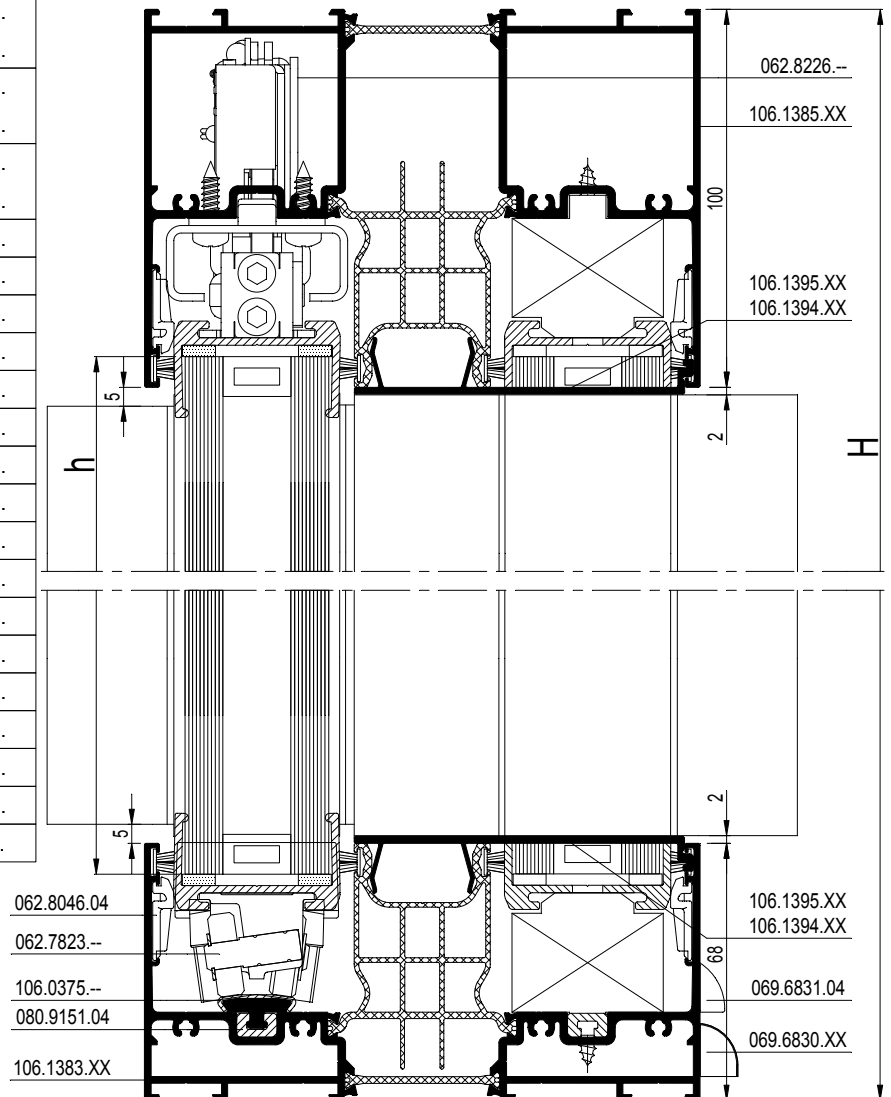 062.8226.--
106.1385.XX
100
106.1395.XX
106.1394.XX
5
2
h
H
2
5
062.8046.04
062.7823.--
106.0375.--
080.9151.04
106.1383.XX
106.1395.XX
106.1394.XX
68
069.6831.04
069.6830.XX